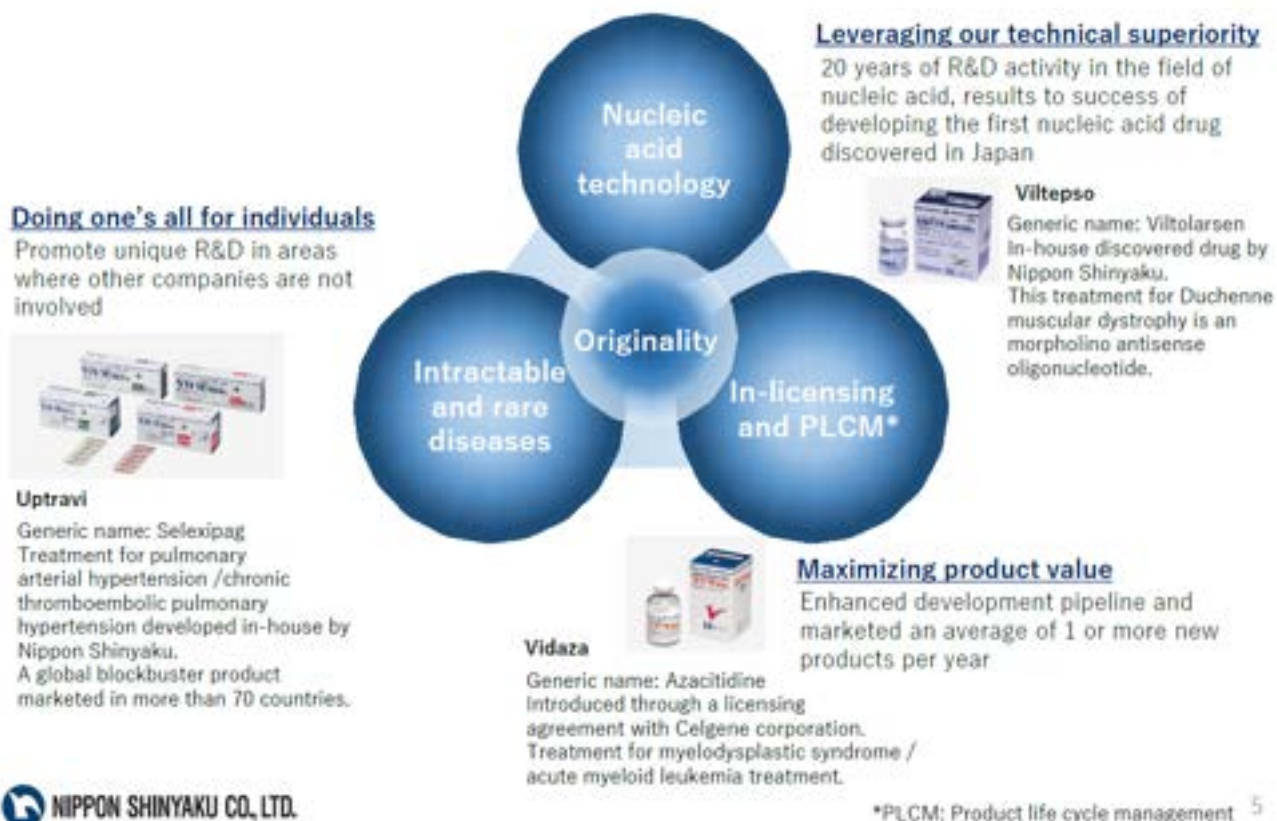 Leveraging our technical superiority
20 years of R&D activity in the field of
nucleic acid, results to success of
developing the first nucleic acid drug
discovered in Japan
Nucleic
acid
technology
Viltepso
Generic name: Viltolarsen
In-house discovered drug by
Nippon Shinyaku.
This treatment for Duchenne
muscular dystrophy is an
morpholino antisense
oligonucleotide.
Doing one's all for individuals
Promote unique R&D in areas
where other companies are not
involved
Originality
Intractable
and rare
diseases
In-licensing
and PLCM*
Uptravi
Generic name: Selexipag
Treatment for pulmonary
arterial hypertension /chronic
thromboembolic pulmonary
hypertension developed in-house by
Nippon Shinyaku.
A global blockbuster product
marketed in more than 70 countries.
Maximizing product value
Enhanced development pipeline and
marketed an average of 1 or more new
products per year
Vidaza
Generic name: Azacitidine
Introduced through a licensing
agreement with Celgene corporation.
Treatment for myelodysplastic syndrome /
acute myeloid leukemia treatment.
NIPPON SHINYAKU CO., LTD.
*PLCM: Product life cycle management
5